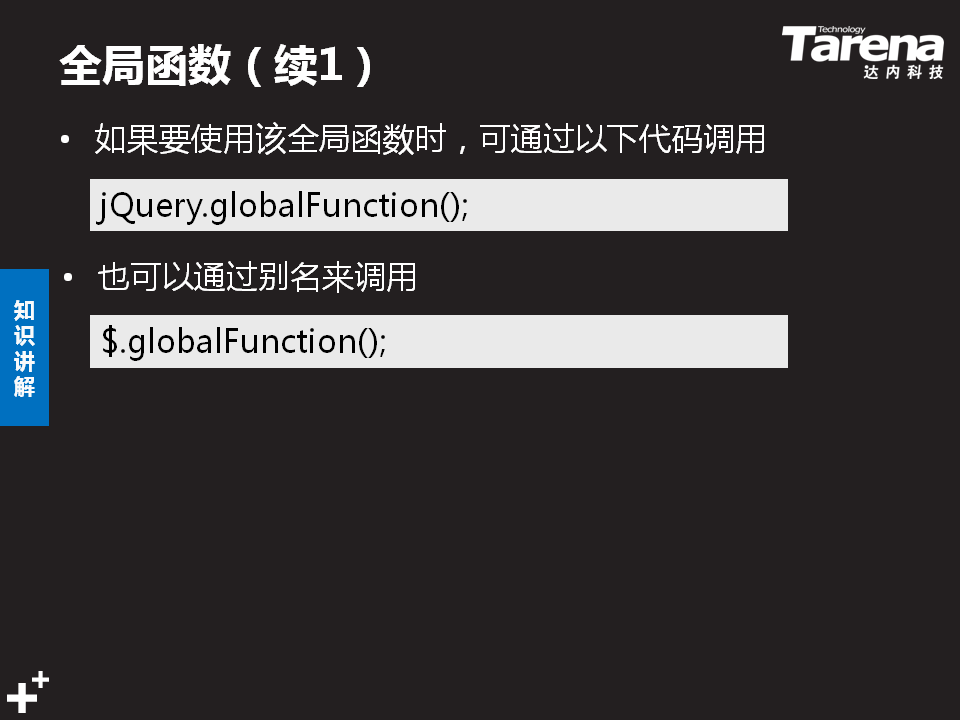 全局函数（续1）
Technology
Tarena
达内科技
• 如果要使用该全局函数时，可通过以下代码调用
jQuery.globalFunction();
• 也可以通过别名来调用
$.globalFunction();
知
识
讲
解